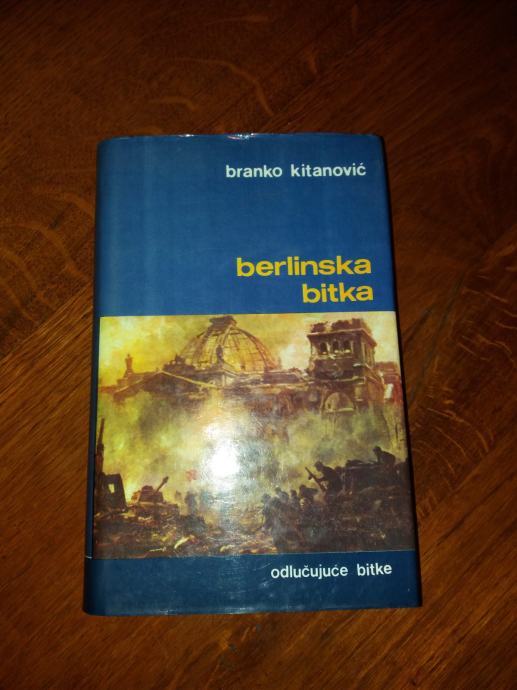 branko kitanović
berlinska
bitka
odlučujuće bitke